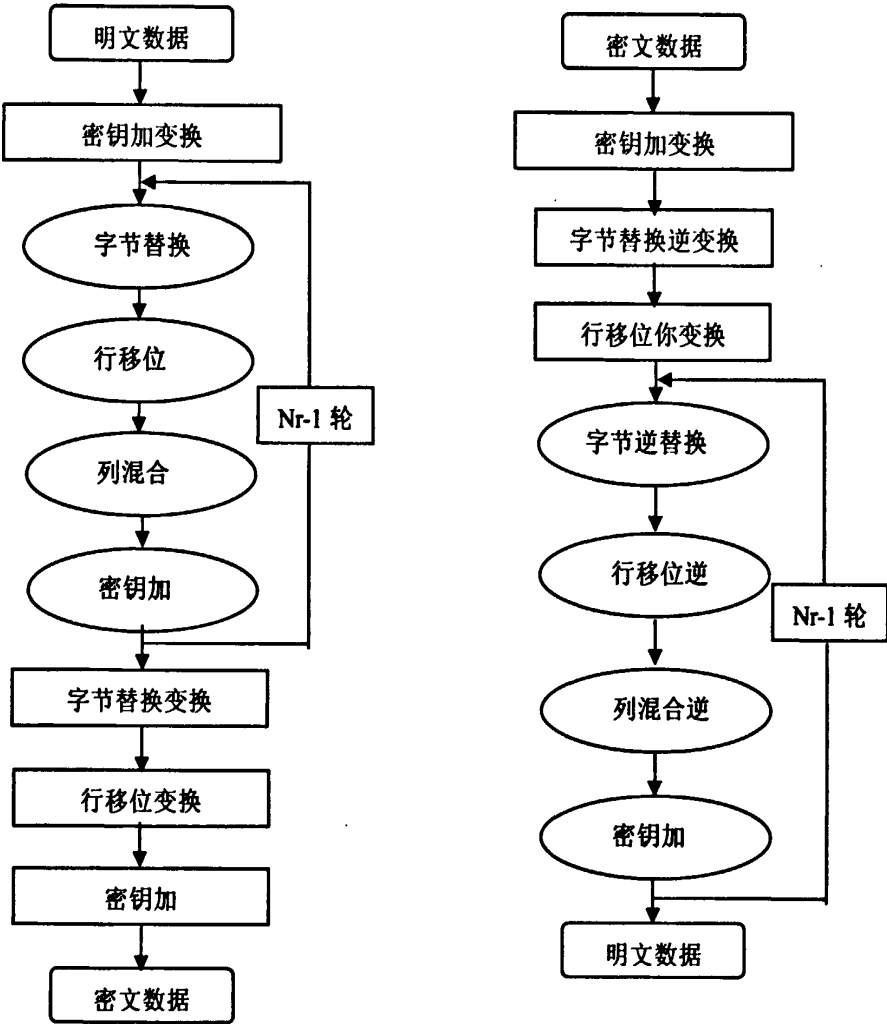 明文数据
密钥加变换
字节替换
行移位
列混合
密钥加
Nr-1 轮
字节替换变换
行移位变换
密钥加
密文数据
密文数据
密钥加变换
字节替换逆变换
行移位你变换
字节逆替换
行移位逆
列混合逆
密钥加
Nr-1 轮
明文数据